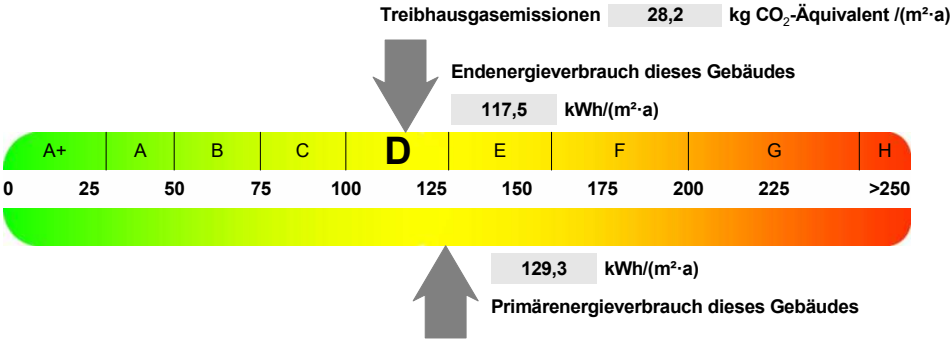 Treibhausgasemissionen 28,2 kg CO₂-Äquivalent /(m²·a)
Endenergieverbrauch dieses Gebäudes
117,5 kWh/(m²·a)
A+ A B C D E F G H
0 25 50 75 100 125 150 175 200 225 >250
129,3 kWh/(m²·a)
Primärenergieverbrauch dieses Gebäudes